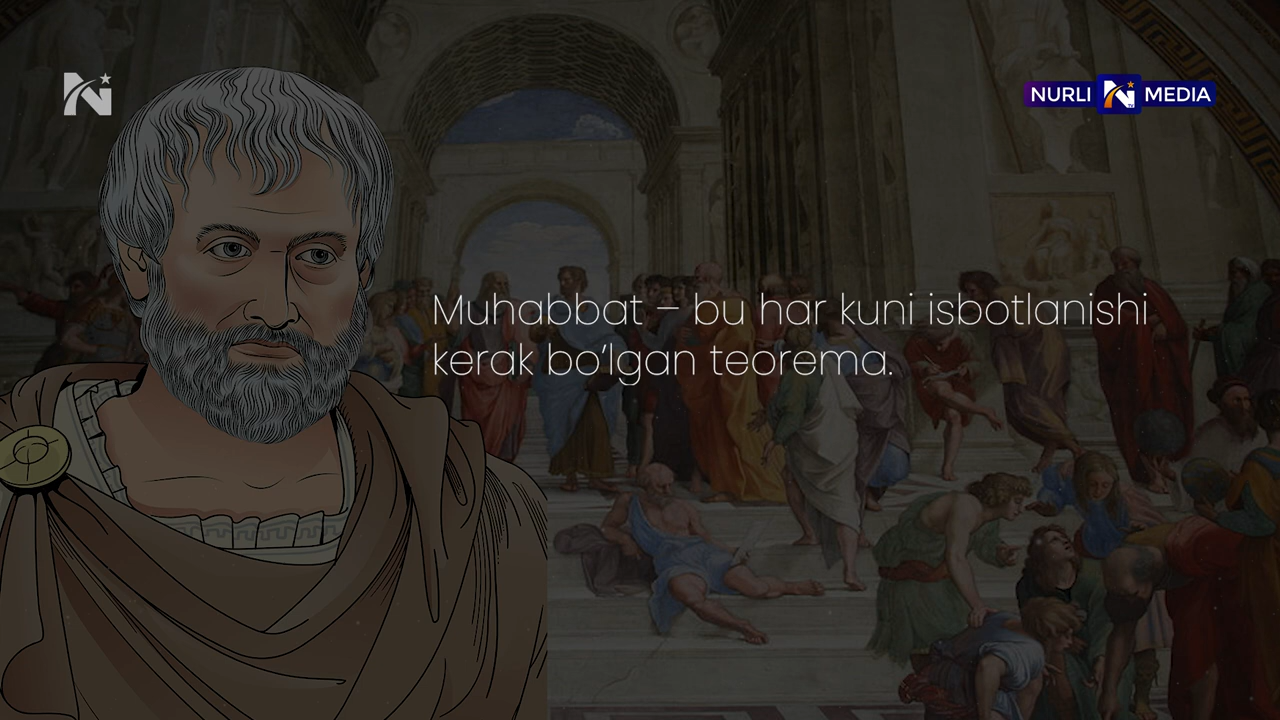 NURLI N MEDIA
Muhabbat – bu har kuni isbotlanishi
kerak bo‘lgan teorema.